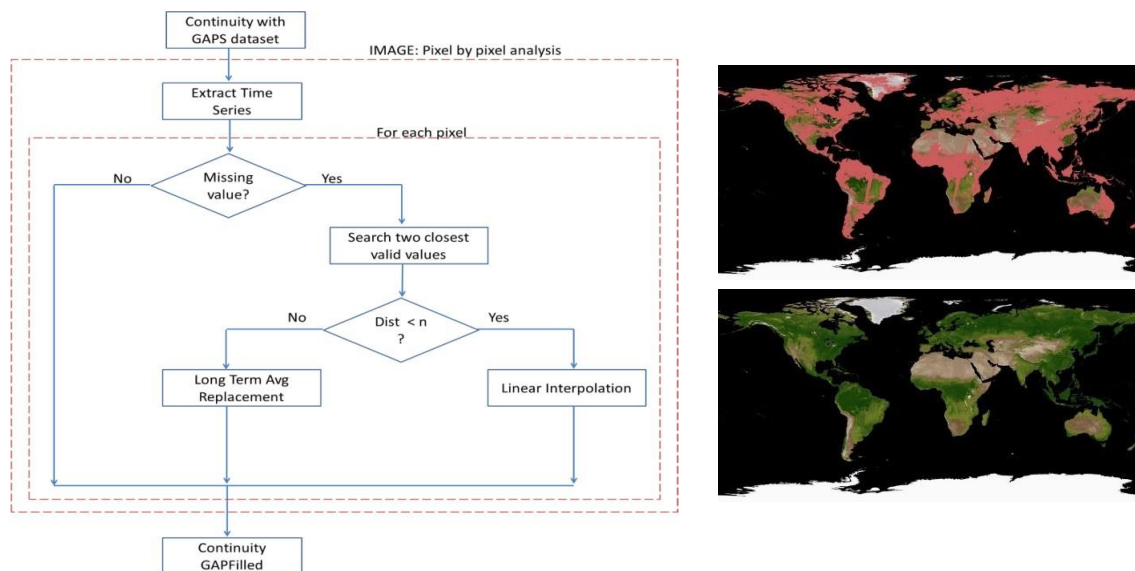 Continuity with
GAPS dataset
IMAGE: Pixel by pixel analysis
Extract Time
Series
For each pixel
No
Missing
value?
Yes
Search two closest
valid values
No
Dist < n
?
Yes
Long Term Avg
Replacement
Linear Interpolation
Continuity
GAPFilled